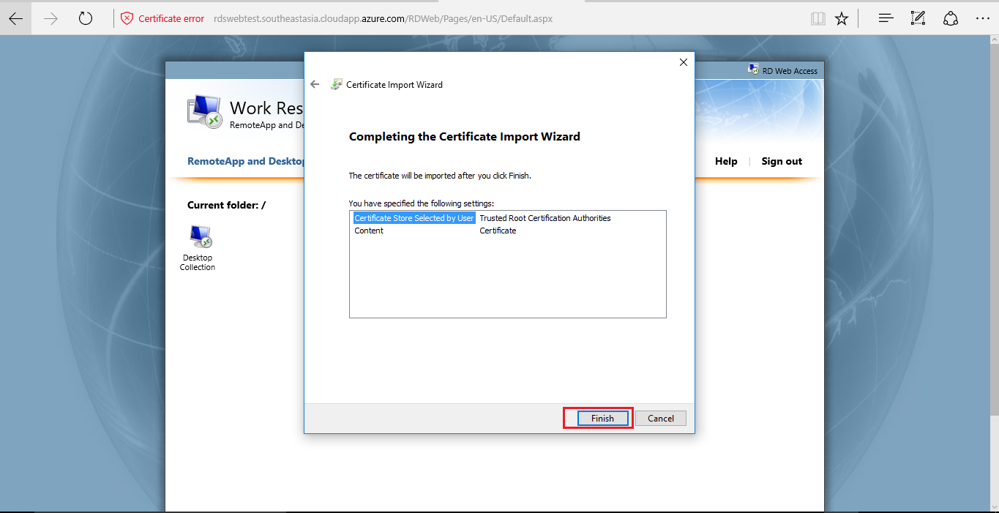 Certificate error rdswebtest.southeastasia.cloudapp.azure.com/RDWeb/Pages/en-US/Default.aspx
RD Web Access
Work Res
RemoteApp and De
RemoteApp and Desktop
Help | Sign out
Current folder: /
Desktop
Collection
Certificate Import Wizard
Completing the Certificate Import Wizard
The certificate will be imported after you click Finish.
You have specified the following settings:
Certificate Store Selected by User Trusted Root Certification Authorities
Content Certificate
Finish Cancel